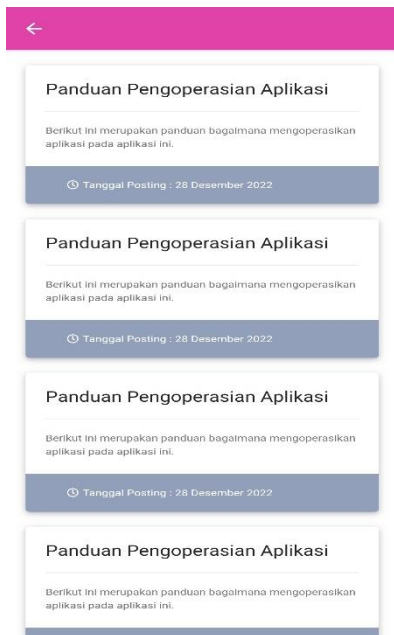 Panduan Pengoperasian Aplikasi
Berikut ini merupakan panduan bagaimana mengoperasikan
aplikasi pada aplikasi ini.
Tanggal Posting : 28 Desember 2022
Panduan Pengoperasian Aplikasi
Berikut ini merupakan panduan bagaimana mengoperasikan
aplikasi pada aplikasi ini.
Tanggal Posting : 28 Desember 2022
Panduan Pengoperasian Aplikasi
Berikut ini merupakan panduan bagaimana mengoperasikan
aplikasi pada aplikasi ini.
Tanggal Posting : 28 Desember 2022
Panduan Pengoperasian Aplikasi
Berikut ini merupakan panduan bagaimana mengoperasikan
aplikasi pada aplikasi ini.